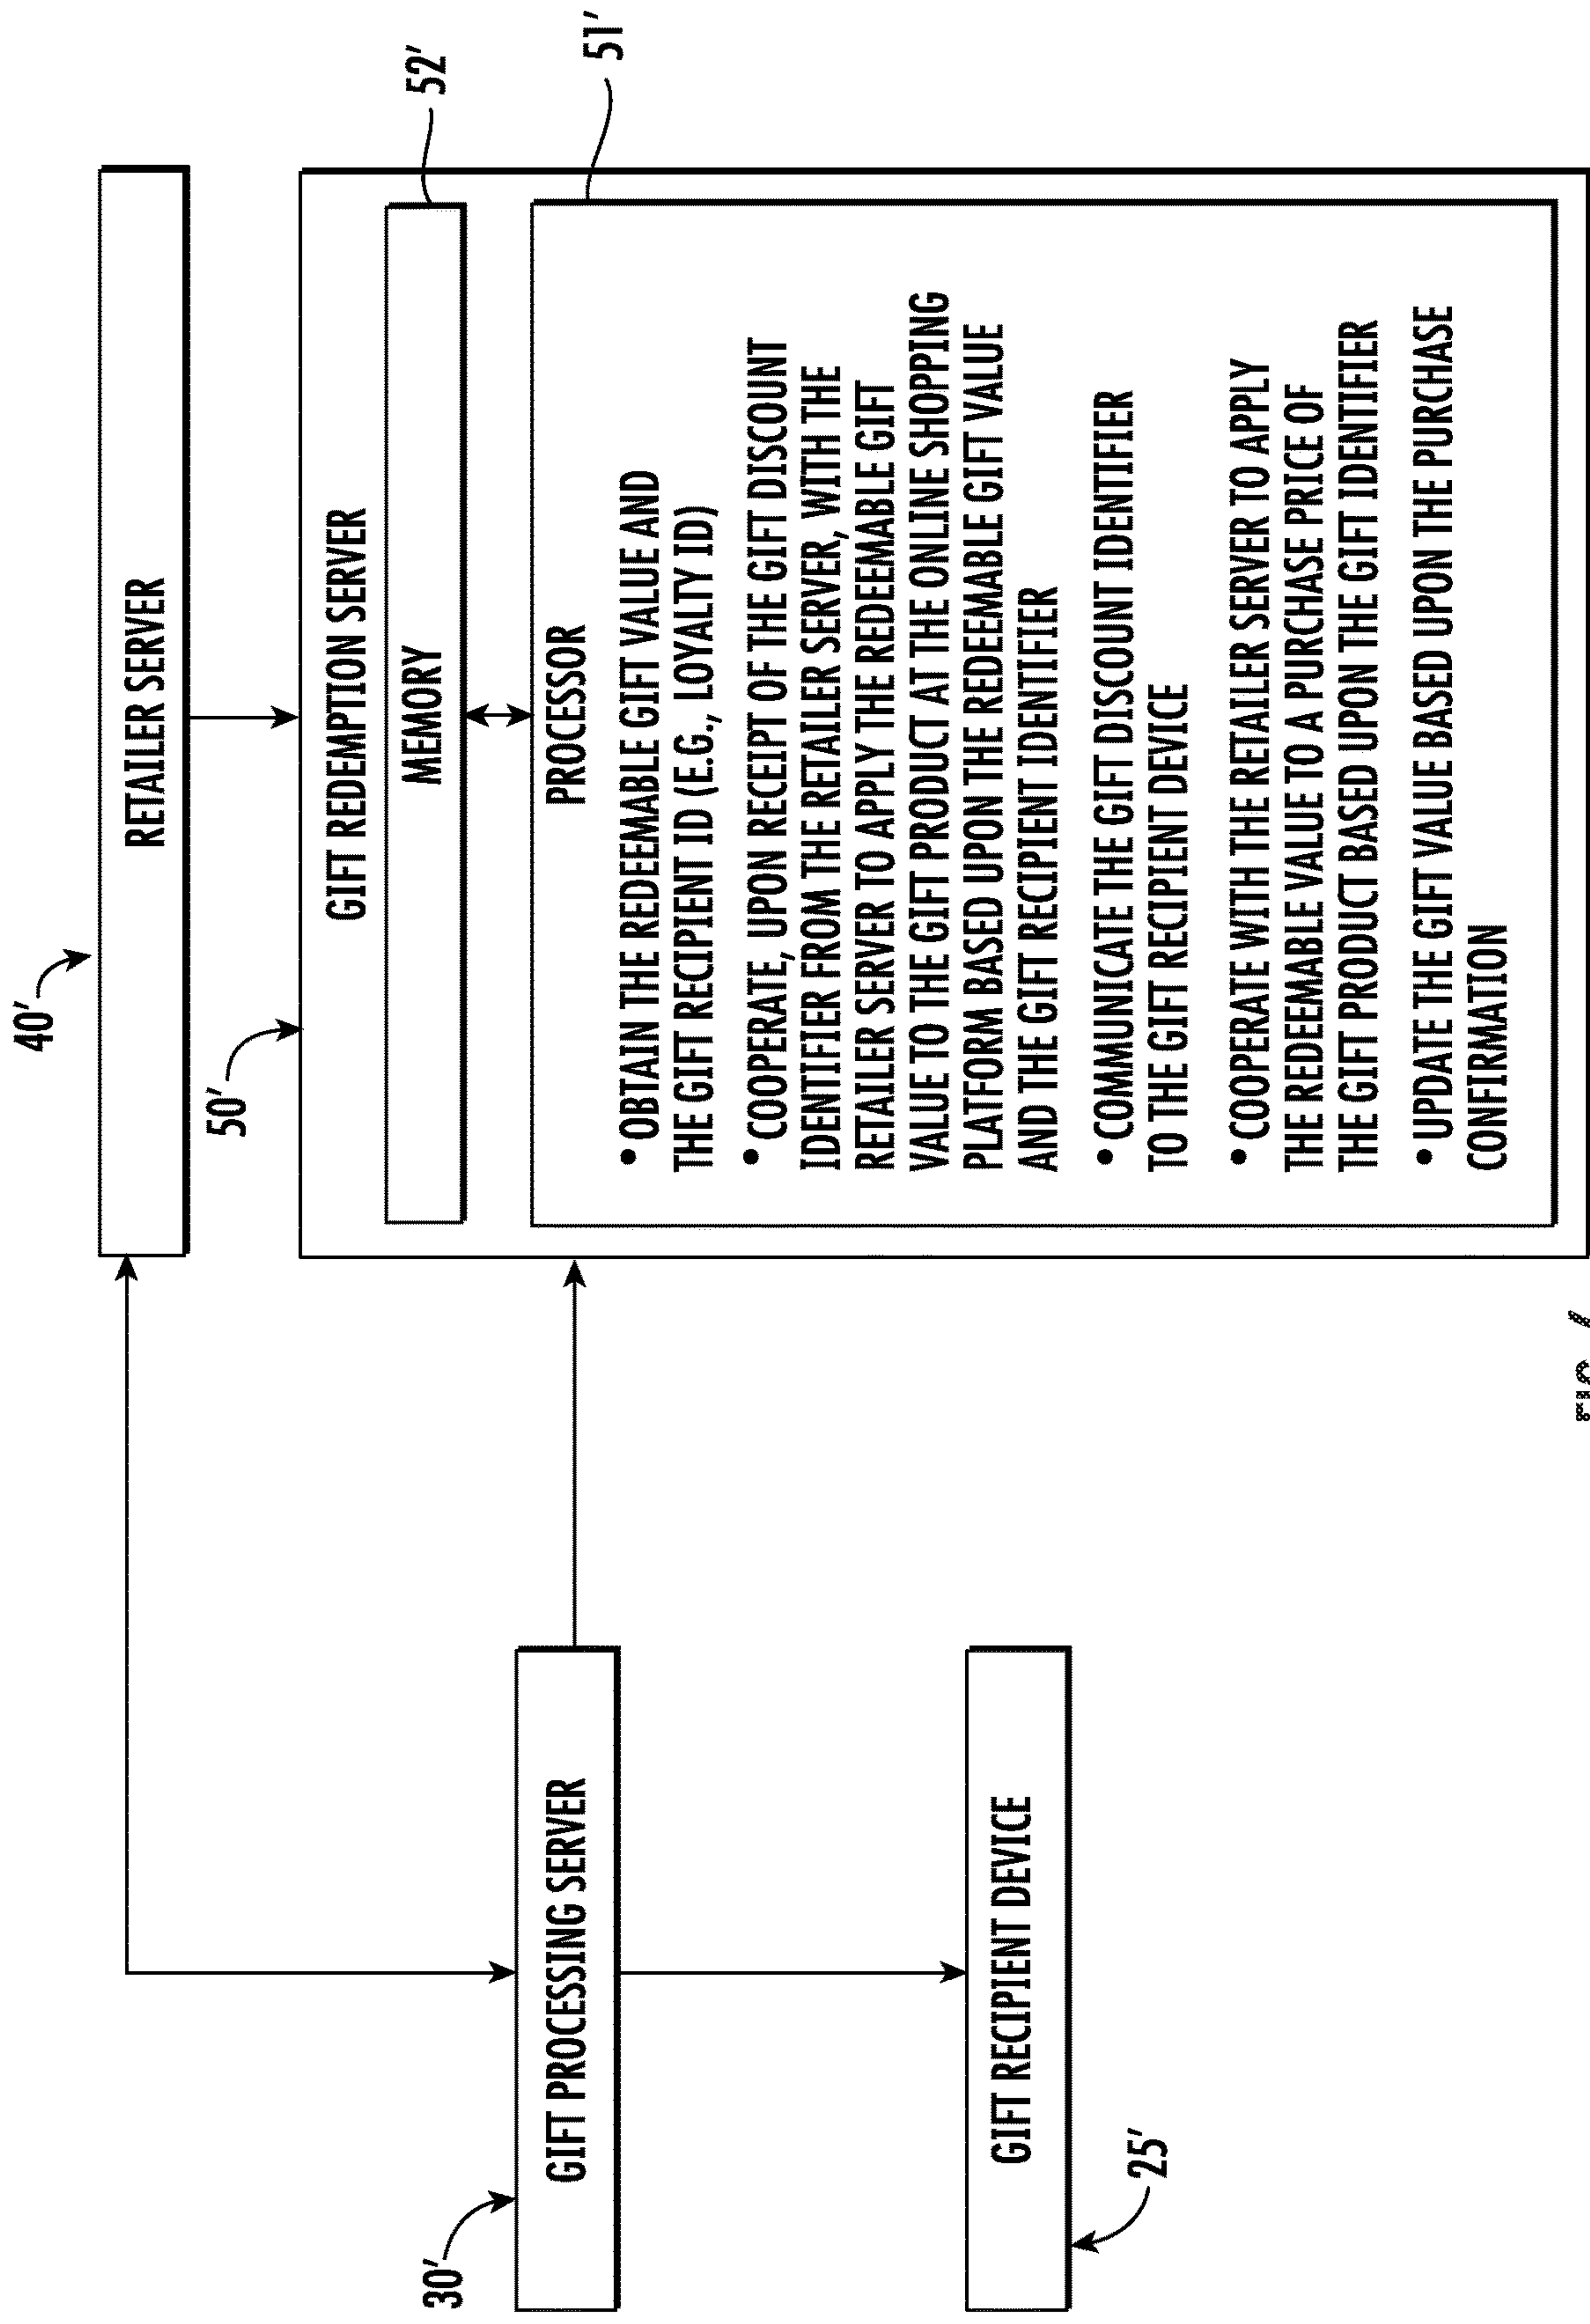 40′
RETAILER SERVER
50′
GIFT REDEMPTION SERVER
MEMORY
52′
PROCESSOR
51′
• OBTAIN THE REDEEMABLE GIFT VALUE AND
THE GIFT RECIPIENT ID (E.G., LOYALTY ID)
• COOPERATE, UPON RECEIPT OF THE GIFT DISCOUNT
IDENTIFIER FROM THE RETAILER SERVER, WITH THE
RETAILER SERVER TO APPLY THE REDEEMABLE GIFT
VALUE TO THE GIFT PRODUCT AT THE ONLINE SHOPPING
PLATFORM BASED UPON THE REDEEMABLE GIFT VALUE
AND THE GIFT RECIPIENT IDENTIFIER
• COMMUNICATE THE GIFT DISCOUNT IDENTIFIER
TO THE GIFT RECIPIENT DEVICE
• COOPERATE WITH THE RETAILER SERVER TO APPLY
THE REDEEMABLE VALUE TO A PURCHASE PRICE OF
THE GIFT PRODUCT BASED UPON THE GIFT IDENTIFIER
• UPDATE THE GIFT VALUE BASED UPON THE PURCHASE
CONFIRMATION
30′
GIFT PROCESSING SERVER
GIFT RECIPIENT DEVICE
25′